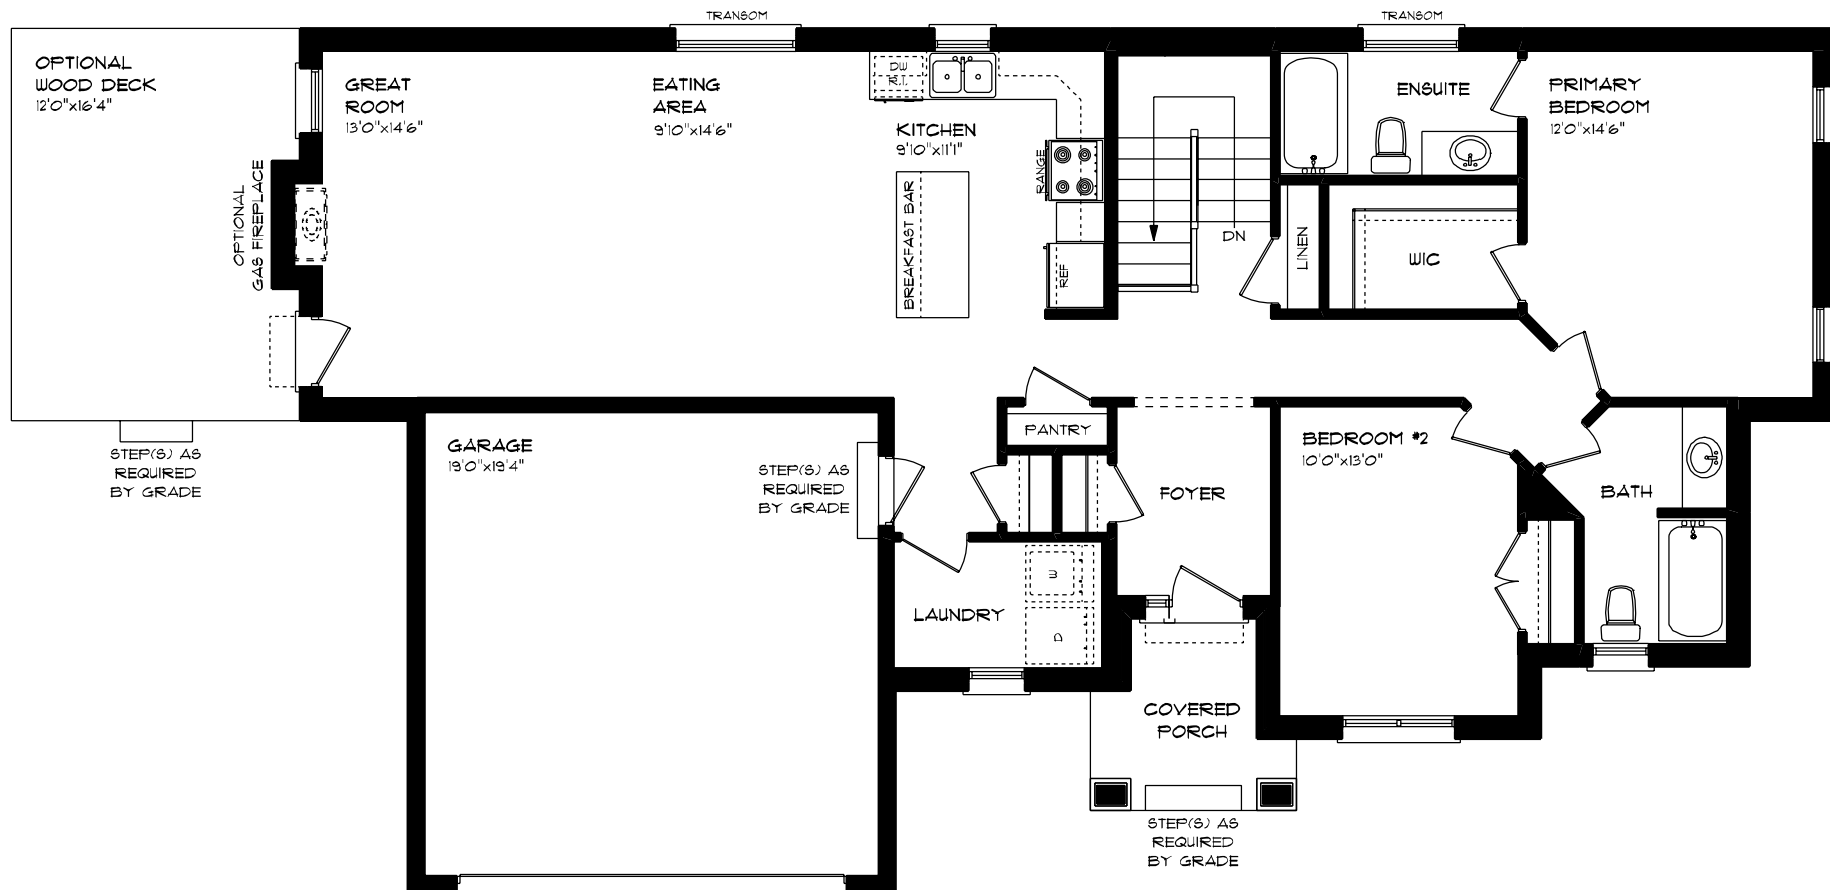 TRANSOM
TRANSOM
OPTIONAL
WOOD DECK
12'0"x16'4"
GREAT
ROOM
13'0"x14'6"
EATING
AREA
9'10"x14'6"
DW
R.I.
KITCHEN
9'10"x11'1"
ENSUITE
PRIMARY
BEDROOM
12'0"x14'6"
OPTIONAL
GAS FIREPLACE
BREAKFAST BAR
RANGE
REF
DN
LINEN
WIC
STEP(S) AS
REQUIRED
BY GRADE
GARAGE
19'0"x19'4"
STEP(S) AS
REQUIRED
BY GRADE
PANTRY
FOYER
BEDROOM #2
10'0"x13'0"
BATH
LAUNDRY
W
D
COVERED
PORCH
STEP(S) AS
REQUIRED
BY GRADE